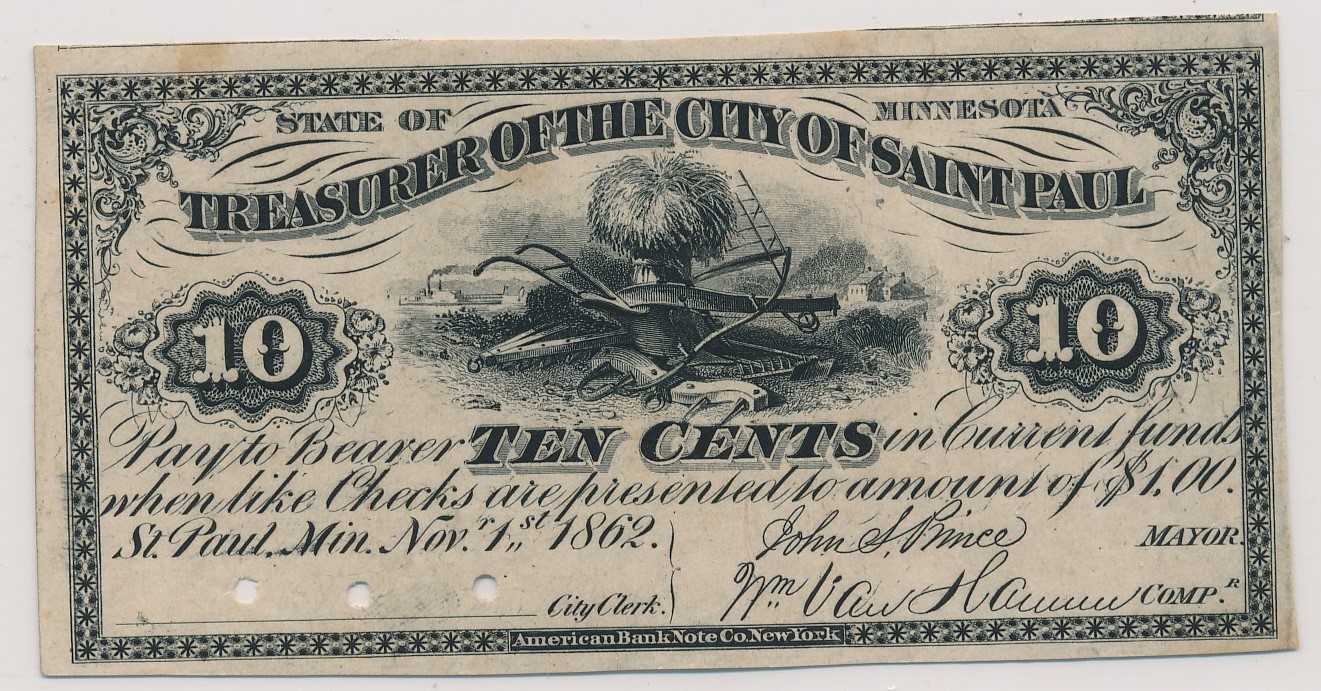 STATE OF MINNESOTA
TREASURER OF THE CITY OF SAINT PAUL
10 10
Pay to Bearer TEN CENTS in Current funds
when like Checks are presented to amount of $1.00.
St. Paul, Min. Nov.r 1st 1862.
John S. Prince MAYOR.
City Clerk.
Wm Van Hamm COMP.R
American Bank Note Co. New York